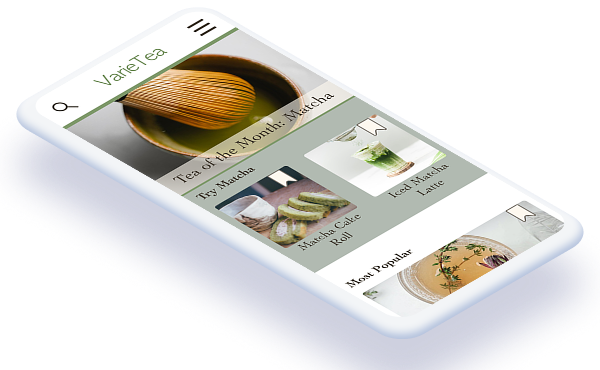 VarieTea
Tea of the Month: Matcha
Try Matcha
Matcha Cake
Roll
Iced Matcha
Latte
Most Popular